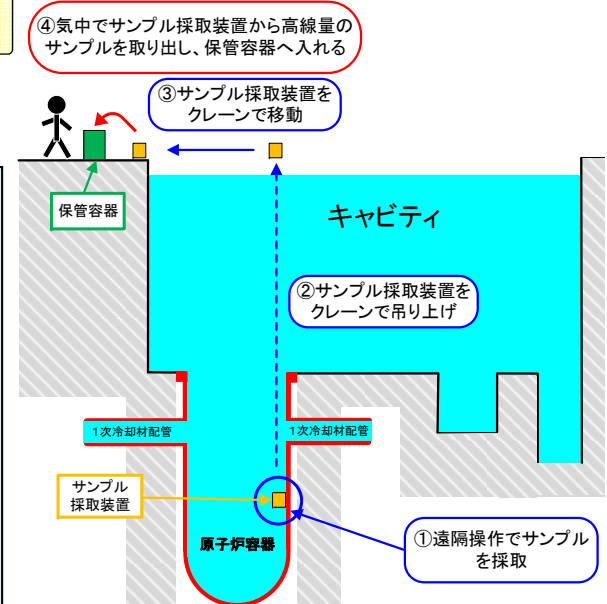 ④気中でサンプル採取装置から高線量の
サンプルを取り出し、保管容器へ入れる
③サンプル採取装置を
クレーンで移動
保管容器
キャビティ
②サンプル採取装置を
クレーンで吊り上げ
1次冷却材配管
1次冷却材配管
サンプル
採取装置
原子炉容器
①遠隔操作でサンプル
を採取